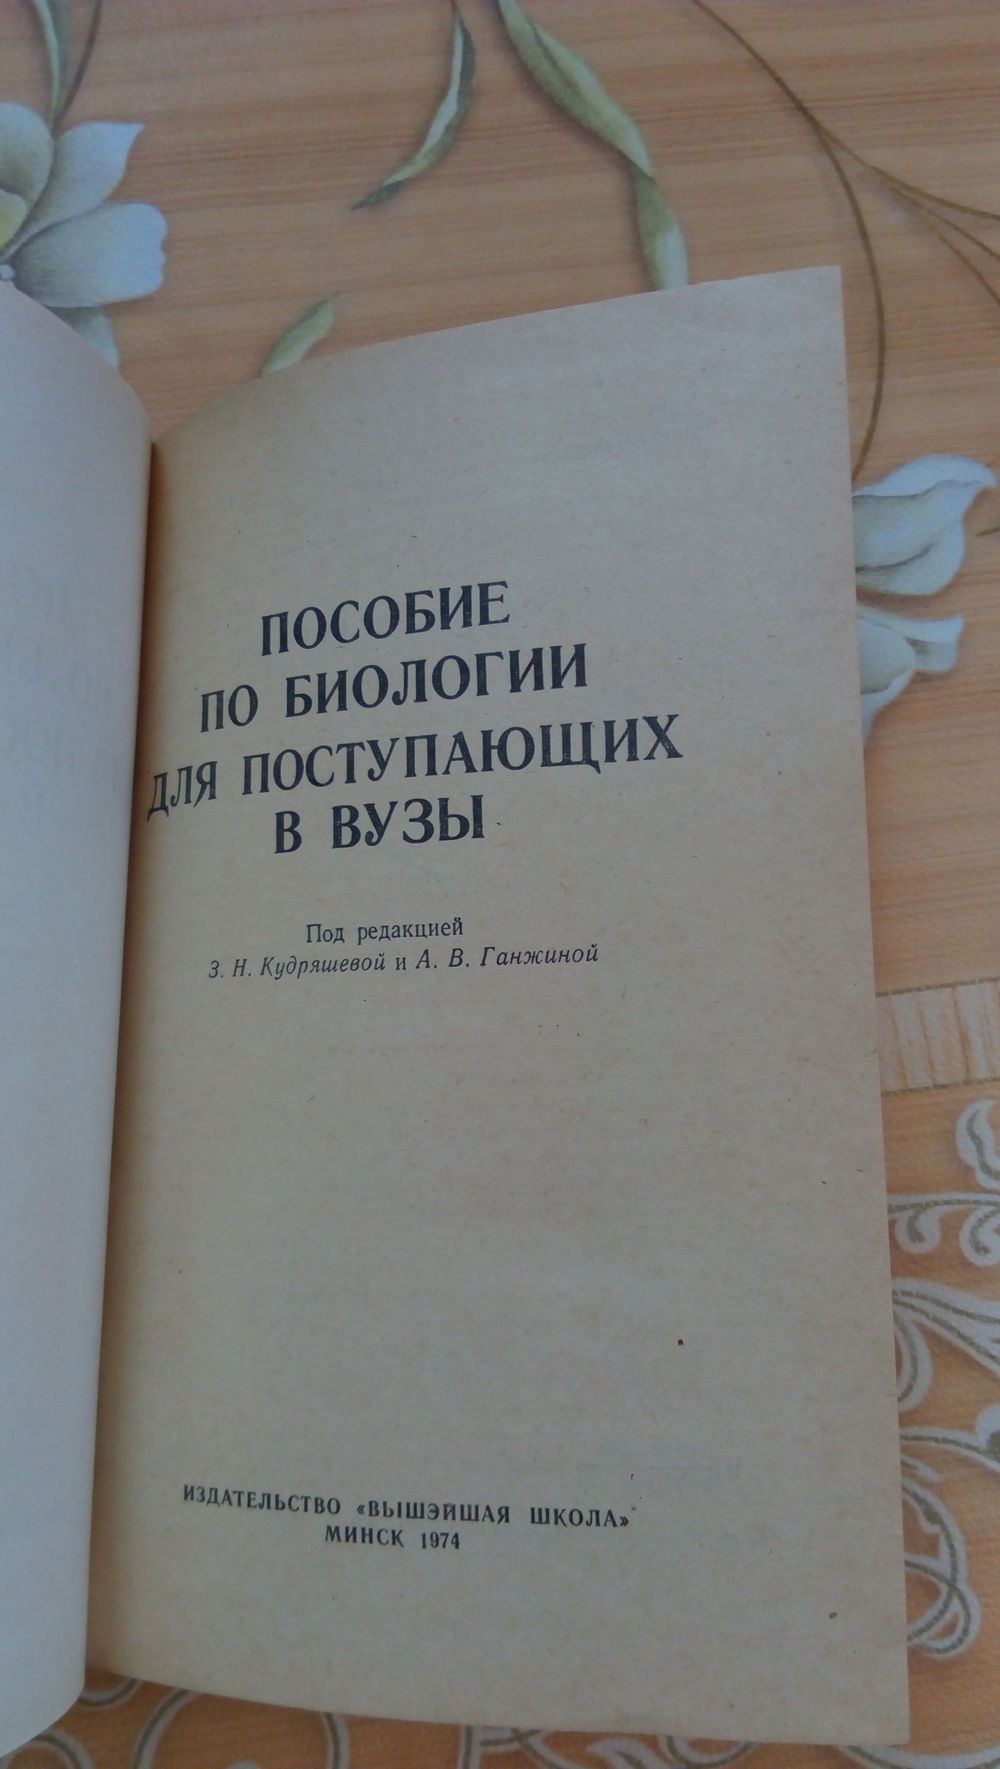 ПОСОБИЕ
ПО БИОЛОГИИ
ДЛЯ ПОСТУПАЮЩИХ
В ВУЗЫ
Под редакцией
З. Н. Кудряшевой и А. В. Ганжиной
ИЗДАТЕЛЬСТВО «ВЫШЭЙШАЯ ШКОЛА»
МИНСК 1974